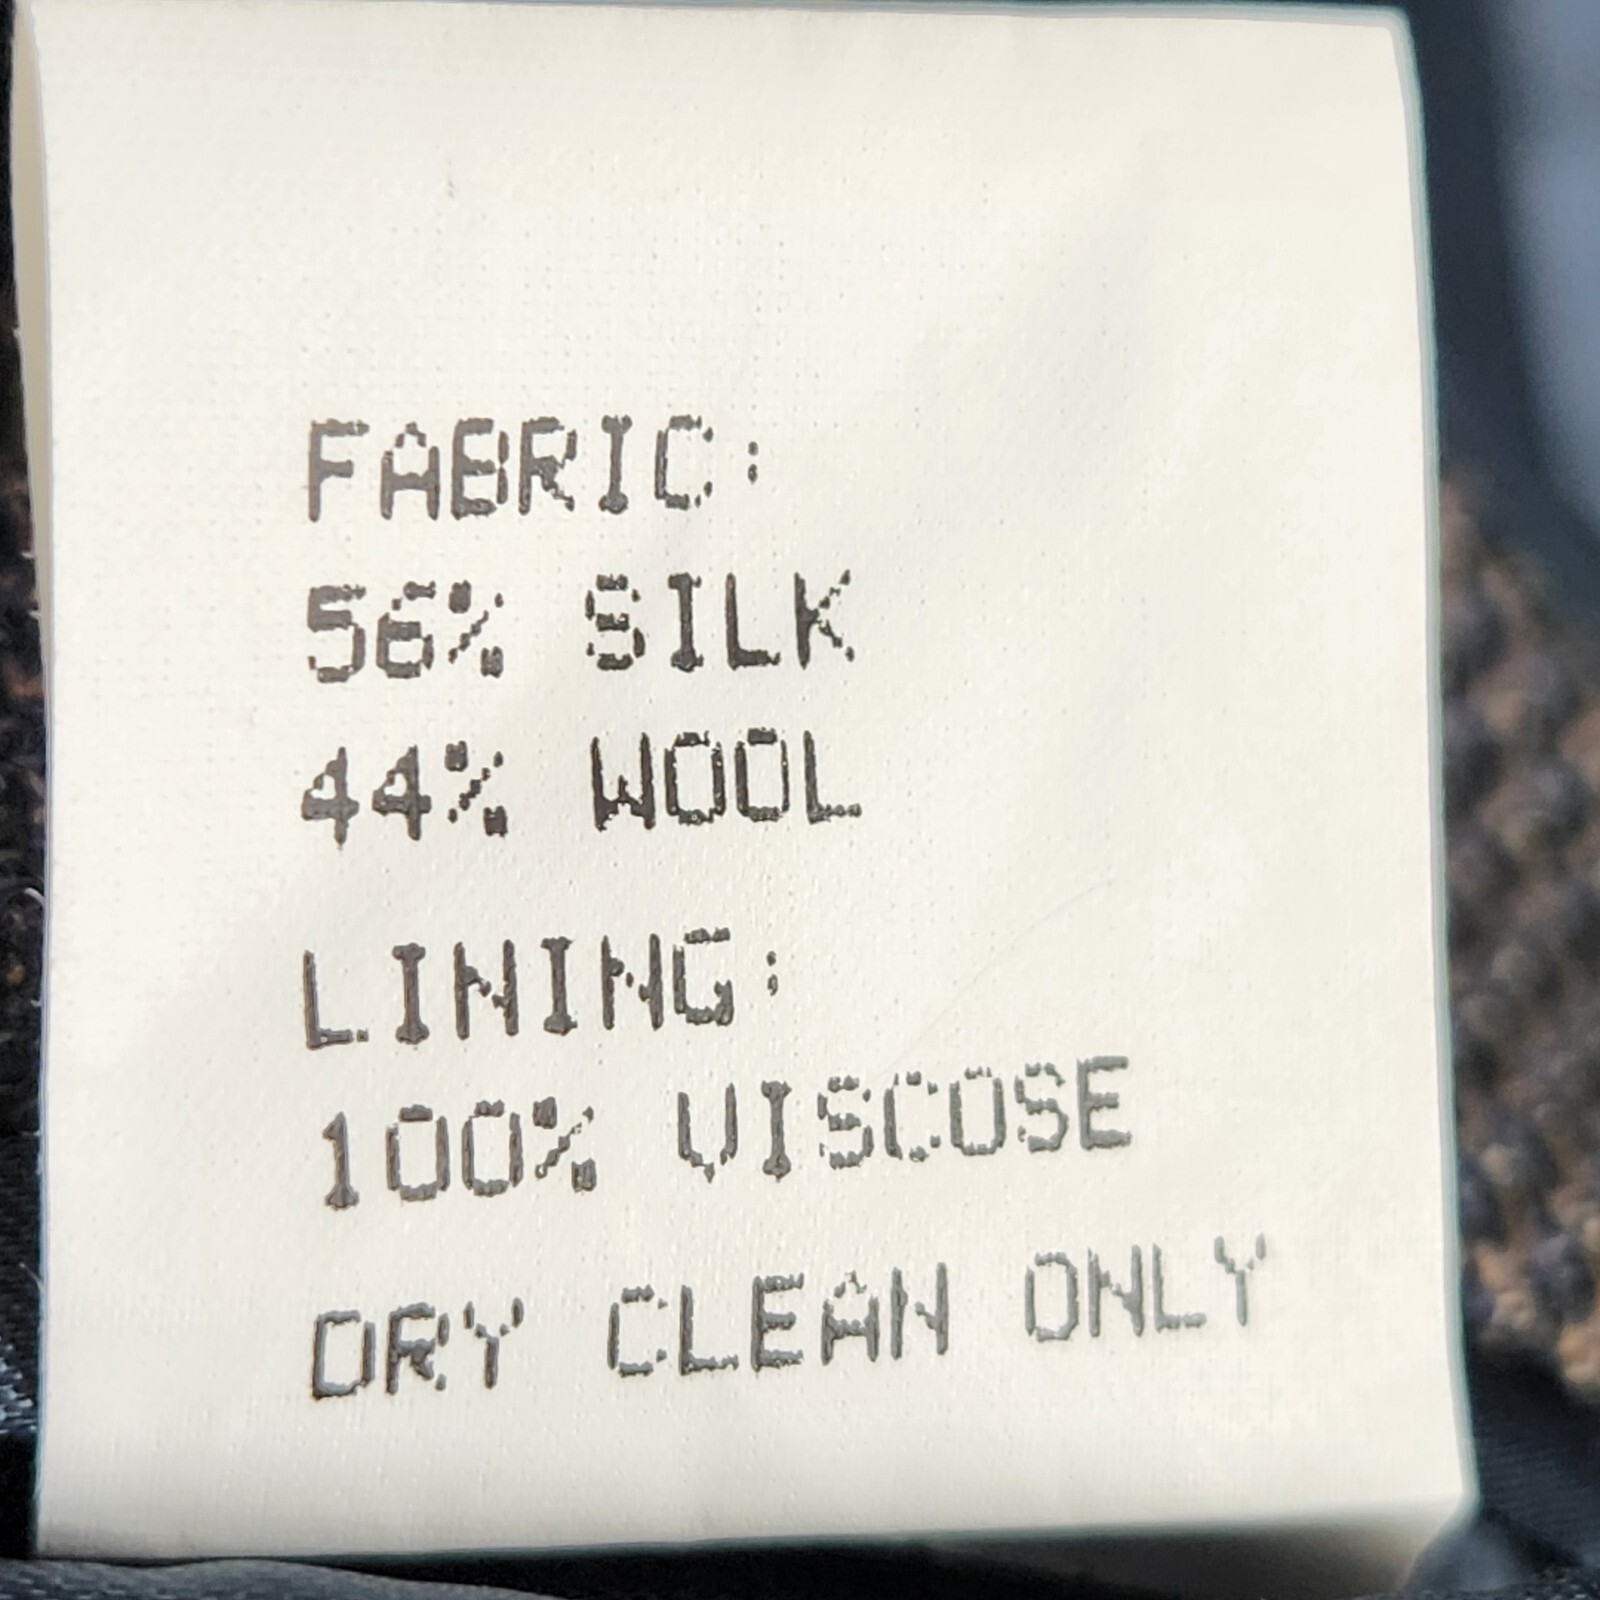 FABRIC:
56% SILK
44% WOOL
LINING:
100% VISCOSE
DRY CLEAN ONLY